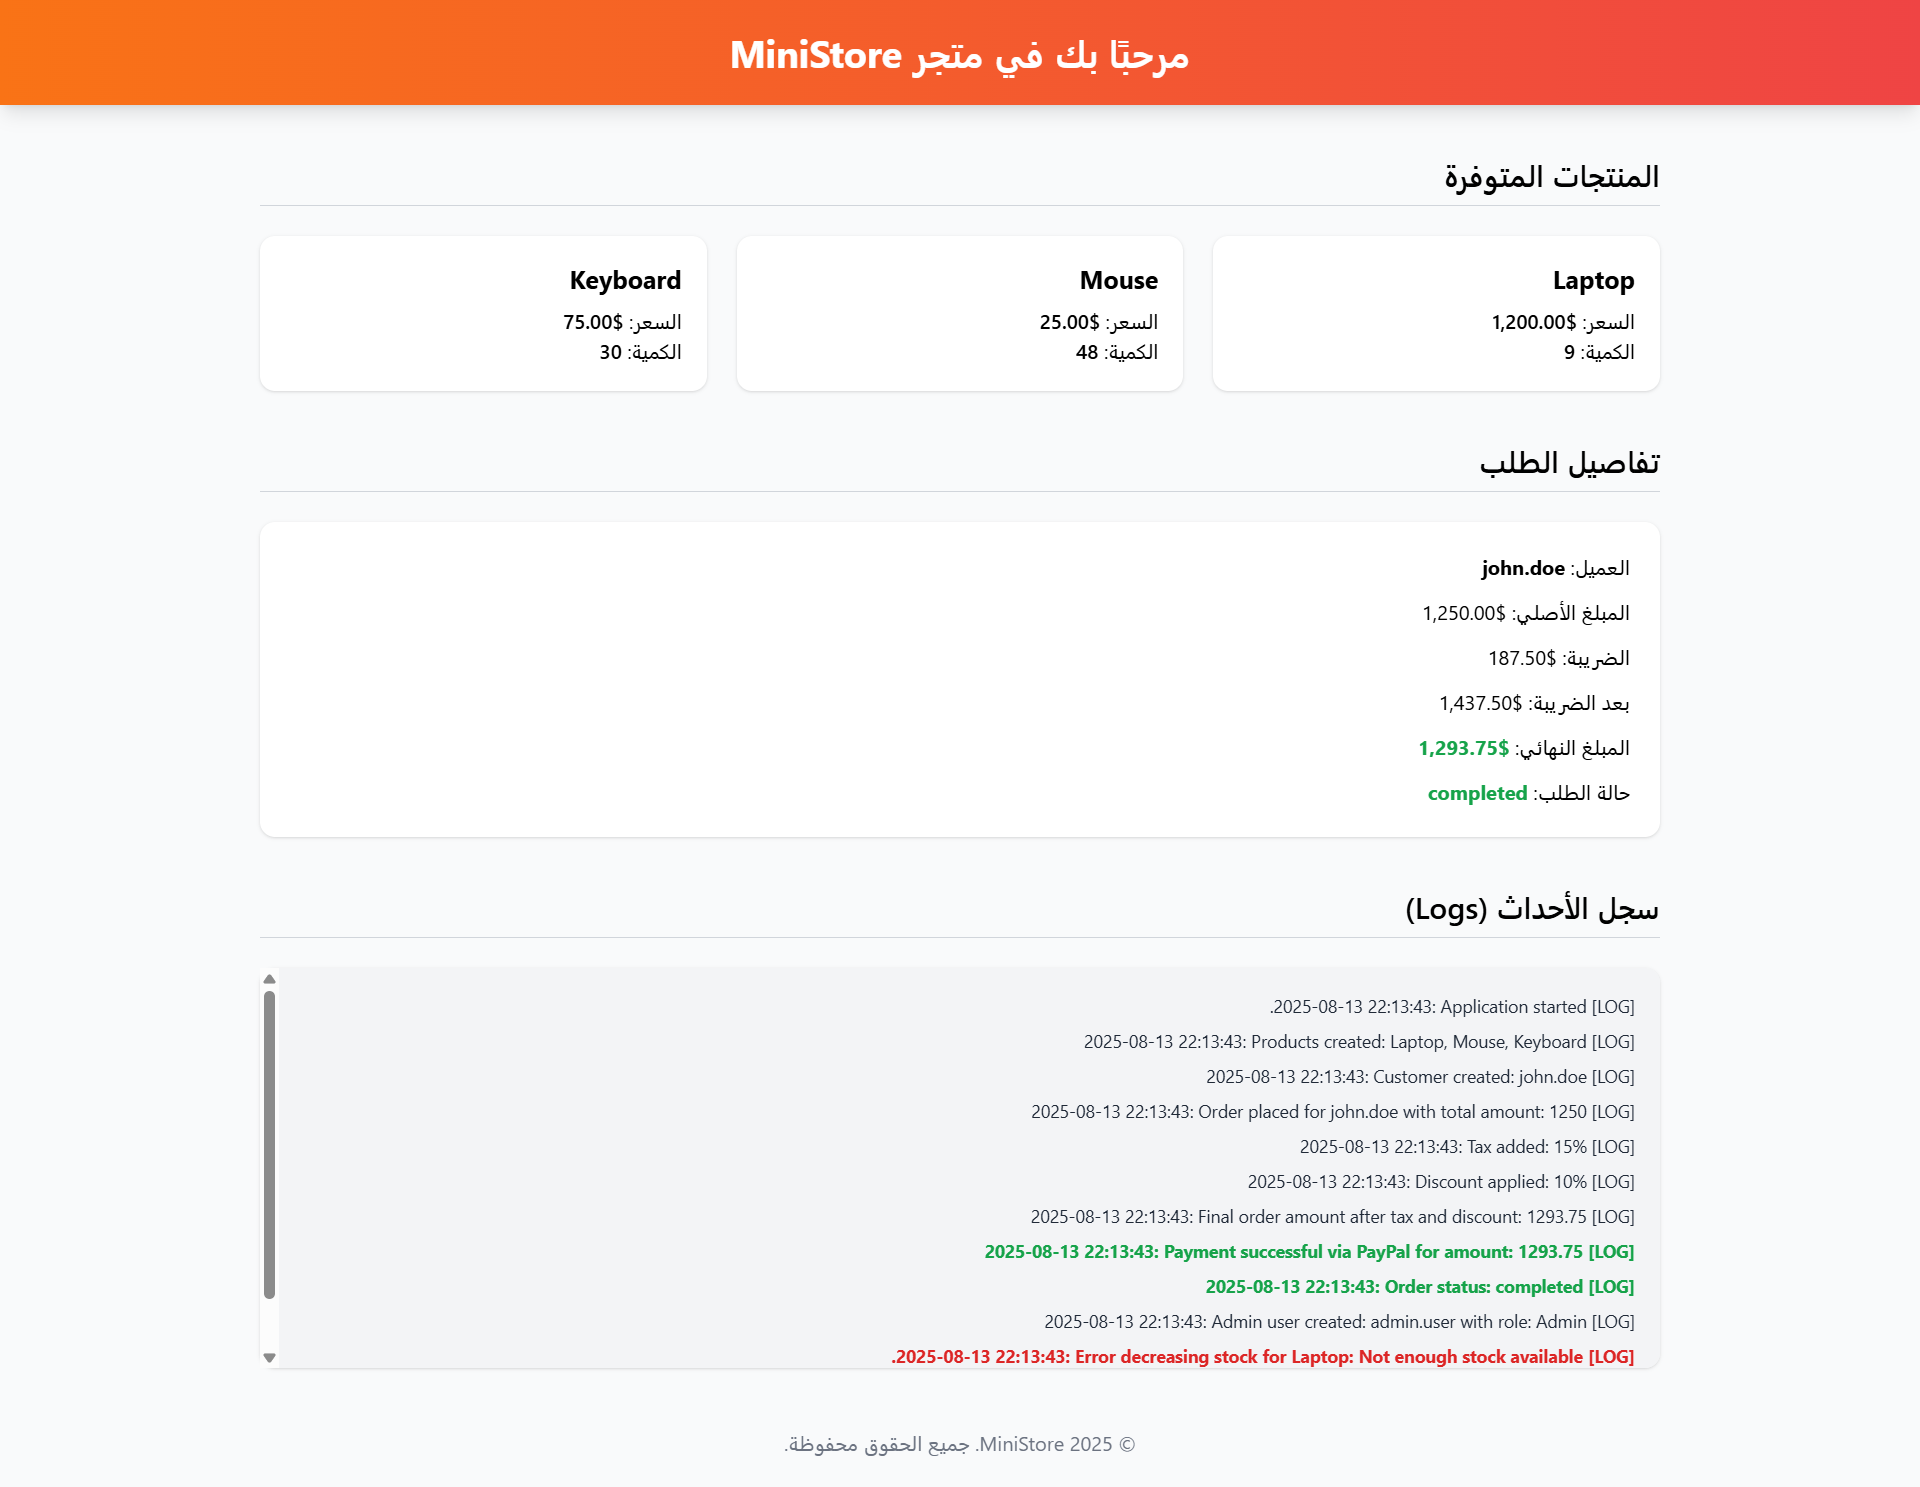 مرحبًا بك في متجر MiniStore
المنتجات المتوفرة
Laptop
السعر: $1,200.00
الكمية: 9
Mouse
السعر: $25.00
الكمية: 48
Keyboard
السعر: $75.00
الكمية: 30
تفاصيل الطلب
العميل: john.doe
المبلغ الأصلي: $1,250.00
الضريبة: $187.50
بعد الضريبة: $1,437.50
المبلغ النهائي: $1,293.75
حالة الطلب: completed
سجل الأحداث (Logs)
[LOG] 2025-08-13 22:13:43: Application started.
[LOG] 2025-08-13 22:13:43: Products created: Laptop, Mouse, Keyboard
[LOG] 2025-08-13 22:13:43: Customer created: john.doe
[LOG] 2025-08-13 22:13:43: Order placed for john.doe with total amount: 1250
[LOG] 2025-08-13 22:13:43: Tax added: 15%
[LOG] 2025-08-13 22:13:43: Discount applied: 10%
[LOG] 2025-08-13 22:13:43: Final order amount after tax and discount: 1293.75
[LOG] 2025-08-13 22:13:43: Payment successful via PayPal for amount: 1293.75
[LOG] 2025-08-13 22:13:43: Order status: completed
[LOG] 2025-08-13 22:13:43: Admin user created: admin.user with role: Admin
[LOG] 2025-08-13 22:13:43: Error decreasing stock for Laptop: Not enough stock available.
© 2025 MiniStore. جميع الحقوق محفوظة.